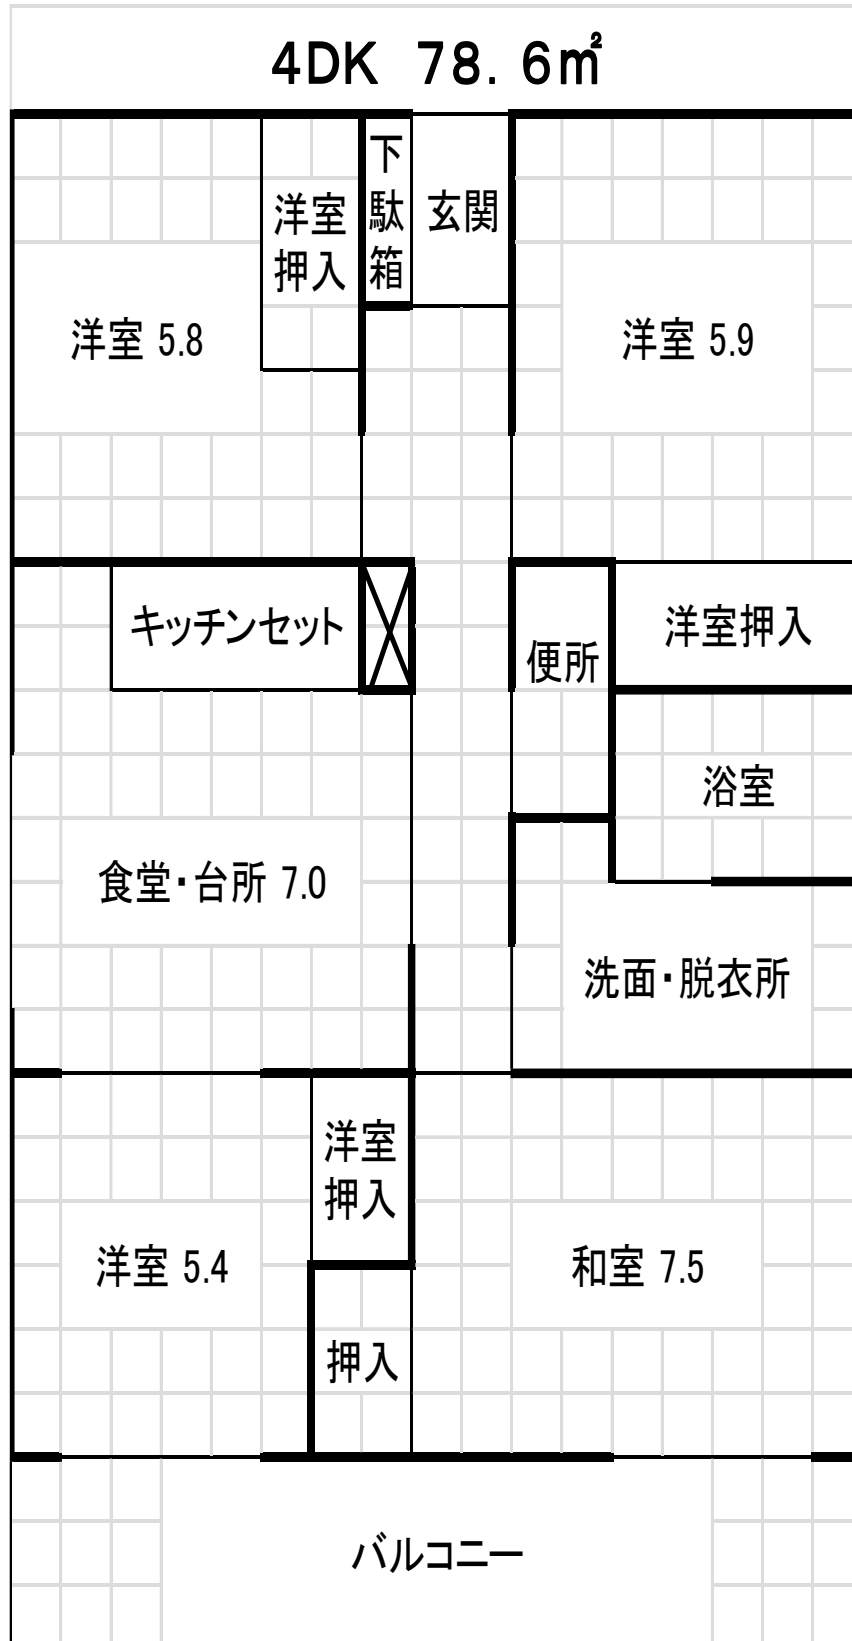 4DK 78.6㎡
下
駄
箱
洋室
押入
玄関
洋室 5.8
洋室 5.9
キッチンセット
便所
洋室押入
浴室
食堂・台所 7.0
洗面・脱衣所
洋室
押入
洋室 5.4
和室 7.5
押入
バルコニー